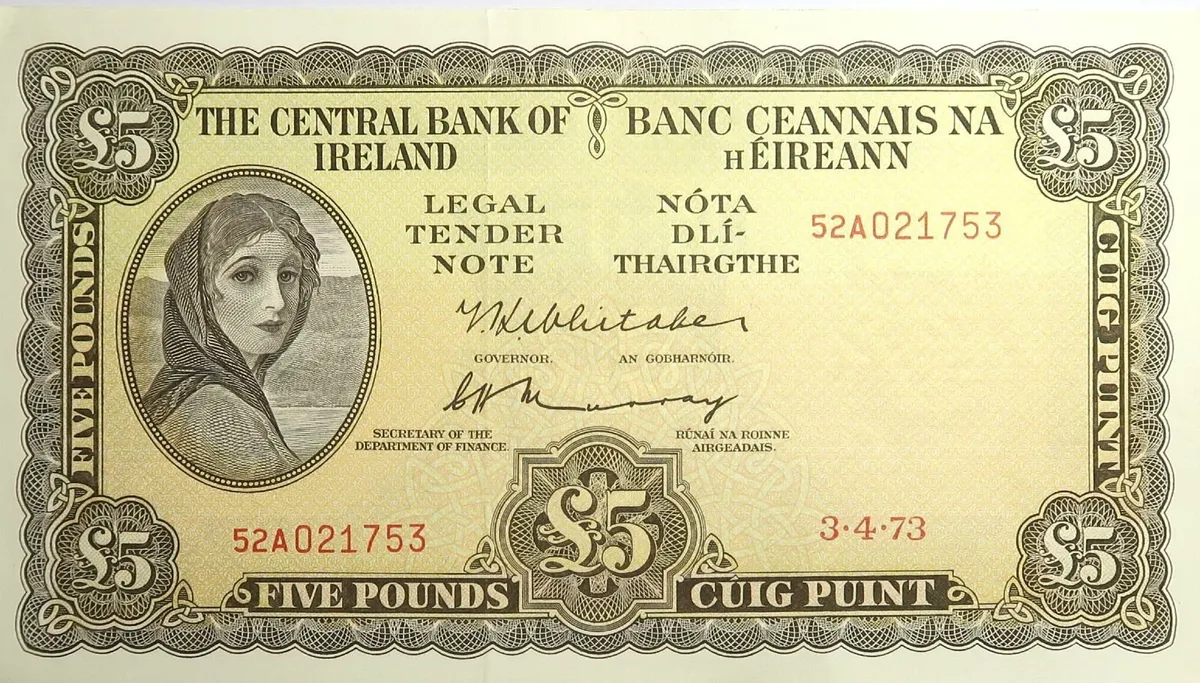 £5
£5
THE CENTRAL BANK OF
IRELAND
BANC CEANNAIS NA
hÉIREANN
LEGAL
TENDER
NOTE
NÓTA
DLÍ-
THAIRGTHE
52A021753
FIVE POUNDS
CÚIG PUINT
T.K. Whitaker
GOVERNOR.
AN GOBHARNÓIR.
C H Murray
SECRETARY OF THE
DEPARTMENT OF FINANCE.
RÚNAÍ NA ROINNE
AIRGEADAIS.
52A021753
£5
3·4·73
£5
FIVE POUNDS
CÚIG PUINT
£5